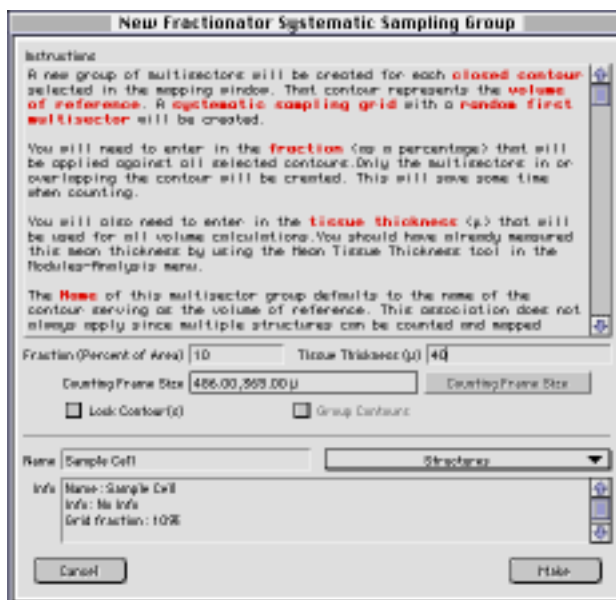 New Fractionator Systematic Sampling Group
Instructions
A new group of multisectors will be created for each closed contour
selected in the mapping window. That contour represents the volume
of reference. A systematic sampling grid with a random first
multisector will be created.
You will need to enter in the fraction (as a percentage) that will
be applied against all selected contours.Only the multisectors in or
overlapping the contour will be created. This will save some time
when counting.
You will also need to enter in the tissue thickness (µ) that will
be used for all volume calculations.You should have already measured
this mean thickness by using the Mean Tissue Thickness tool in the
Modules-Analysis menu.
The Name of this multisector group defaults to the name of the
contour serving as the volume of reference. This association does not
always apply since multiple structures can be counted and mapped
Fraction (Percent of Area) 10 Tissue Thickness (µ) 40
Counting Frame Size Counting Frame Size
Lock Contour(s) Group Contours
Name Sample Cell Structures
Info Name: Sample Cell
Info: No Info
Grid fraction: 10%
Cancel Make